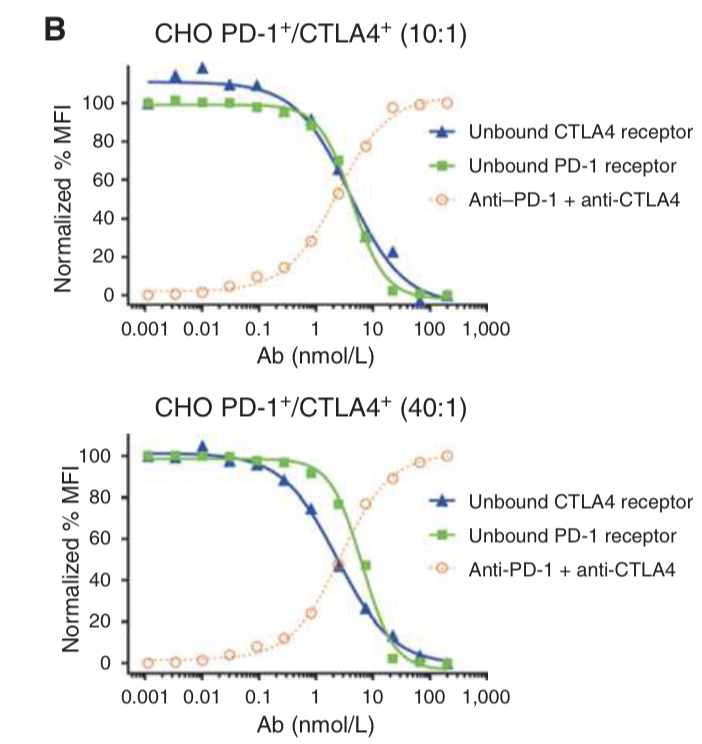 B
CHO PD-1⁺/CTLA4⁺ (10:1)
Normalized % MFI
100
80
60
40
20
0
Unbound CTLA4 receptor
Unbound PD-1 receptor
Anti–PD-1 + anti-CTLA4
0.001 0.01 0.1 1 10 100 1,000
Ab (nmol/L)
CHO PD-1⁺/CTLA4⁺ (40:1)
Normalized % MFI
100
80
60
40
20
0
Unbound CTLA4 receptor
Unbound PD-1 receptor
Anti-PD-1 + anti-CTLA4
0.001 0.01 0.1 1 10 100 1,000
Ab (nmol/L)